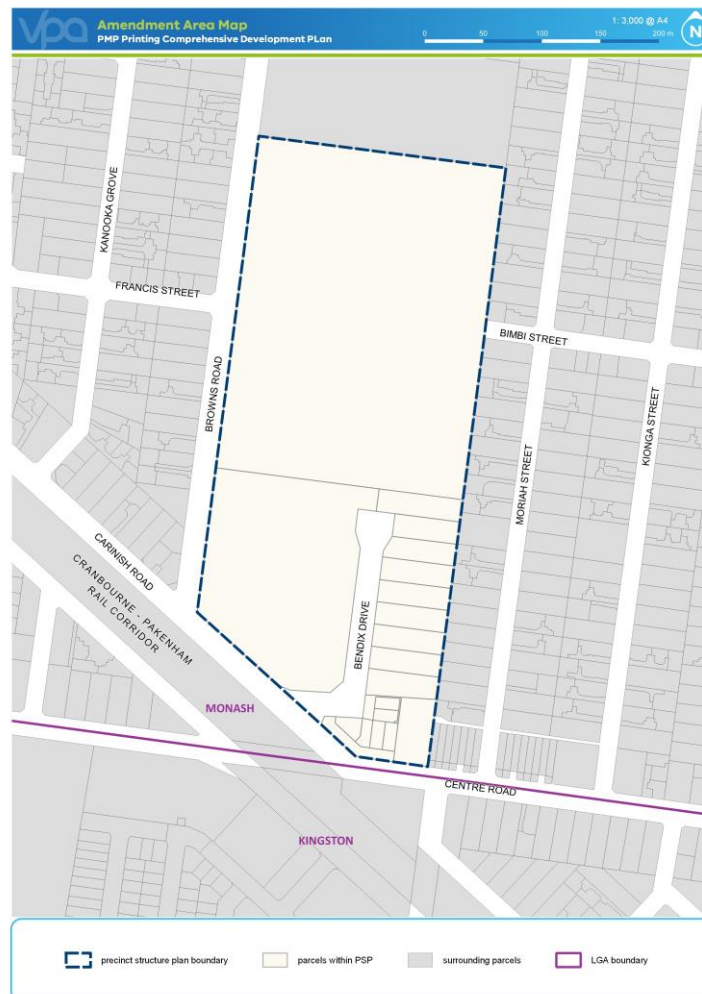 vpa
Amendment Area Map
PMP Printing Comprehensive Development PLan
1: 3,000 @ A4
0 50 100 150 200 m
N
KANOOKA GROVE
FRANCIS STREET
BROWNS ROAD
BIMBI STREET
KIONGA STREET
MORIAH STREET
CARINISH ROAD
CRANBOURNE - PAKENHAM
RAIL CORRIDOR
BENDIX DRIVE
MONASH
CENTRE ROAD
KINGSTON
precinct structure plan boundary
parcels within PSP
surrounding parcels
LGA boundary